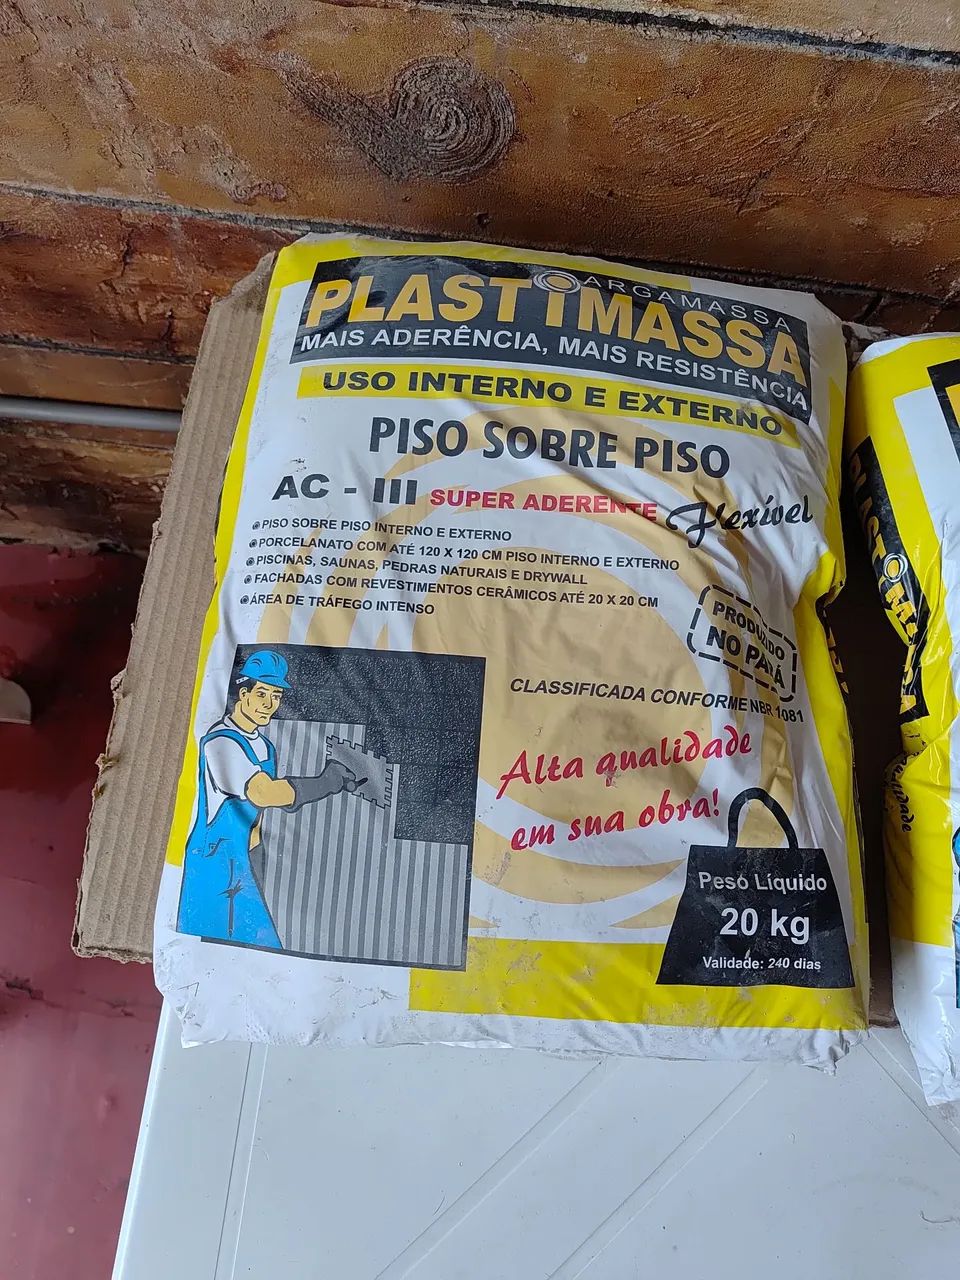 ARGAMASSA
PLASTIMASSA
MAIS ADERÊNCIA, MAIS RESISTÊNCIA
USO INTERNO E EXTERNO
PISO SOBRE PISO
AC - III SUPER ADERENTE Flexível
PISO SOBRE PISO INTERNO E EXTERNO
PORCELANATO COM ATÉ 120 X 120 CM PISO INTERNO E EXTERNO
PISCINAS, SAUNAS, PEDRAS NATURAIS E DRYWALL
FACHADAS COM REVESTIMENTOS CERÂMICOS ATÉ 20 X 20 CM
ÁREA DE TRÁFEGO INTENSO
PRODUZIDO
NO PARÁ
CLASSIFICADA CONFORME NBR 1081
Alta qualidade
em sua obra!
Peso Líquido
20 kg
Validade: 240 dias